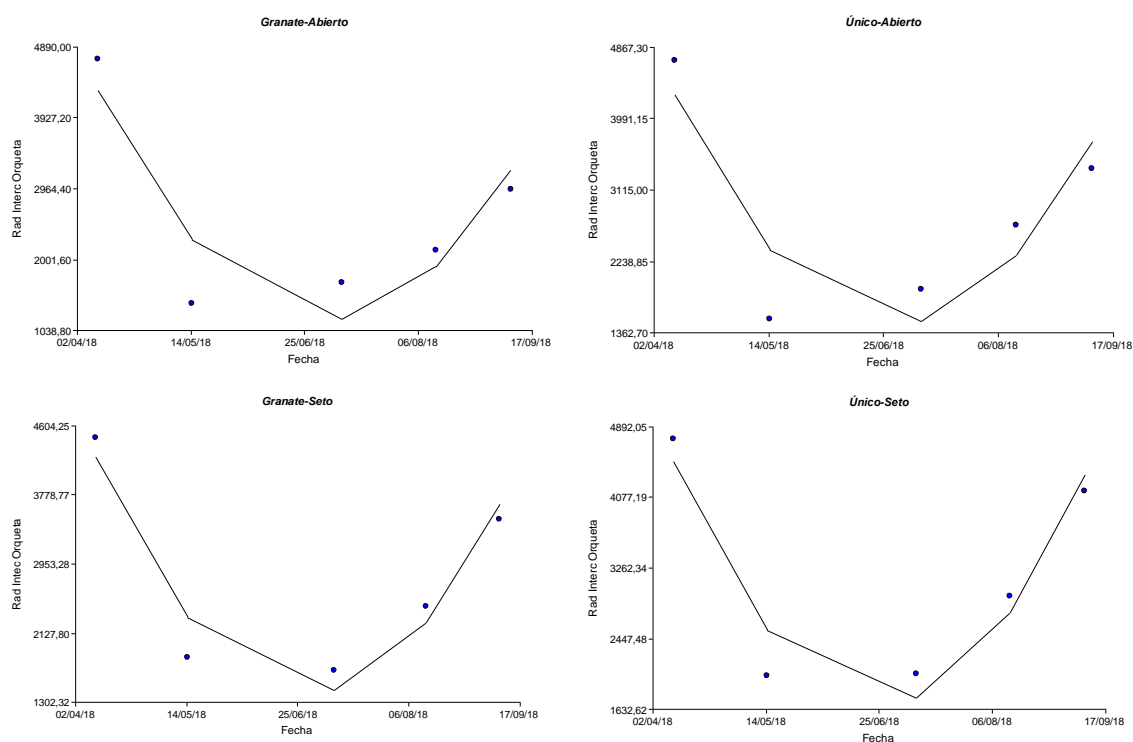 Granate-Abierto
4890,00
3927,20
2964,40
2001,60
1038,80
Rad Interc Orqueta
02/04/18 14/05/18 25/06/18 06/08/18 17/09/18
Fecha
Único-Abierto
4867,30
3991,15
3115,00
2238,85
1362,70
Rad Interc Orqueta
02/04/18 14/05/18 25/06/18 06/08/18 17/09/18
Fecha
Granate-Seto
4604,25
3778,77
2953,28
2127,80
1302,32
Rad Intec Orqueta
02/04/18 14/05/18 25/06/18 06/08/18 17/09/18
Fecha
Único-Seto
4892,05
4077,19
3262,34
2447,48
1632,62
Rad Interc Orqueta
02/04/18 14/05/18 25/06/18 06/08/18 17/09/18
Fecha